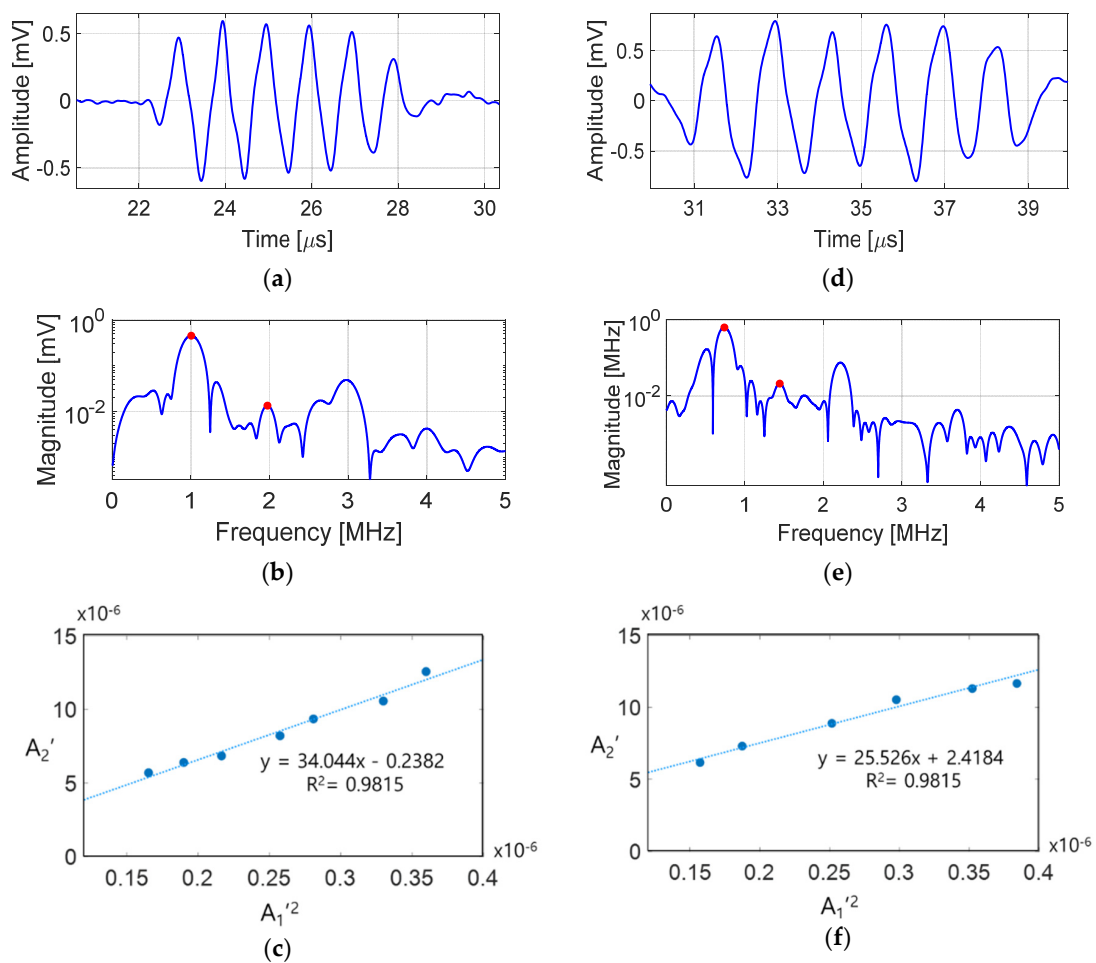 Amplitude [mV]
0.5
0
-0.5
22 24 26 28 30
Time [μs]
(a)
Amplitude [mV]
0.5
0
-0.5
31 33 35 37 39
Time [μs]
(d)
Magnitude [mV]
10⁰
10⁻²
0 1 2 3 4 5
Frequency [MHz]
(b)
Magnitude [MHz]
10⁰
10⁻²
0 1 2 3 4 5
Frequency [MHz]
(e)
x10⁻⁶
15
10
A₂′
5
0
y = 34.044x - 0.2382
R²= 0.9815
x10⁻⁶
0.15 0.2 0.25 0.3 0.35 0.4
A₁′²
(c)
x10⁻⁶
15
10
A₂′
5
0
y = 25.526x + 2.4184
R²= 0.9815
x10⁻⁶
0.15 0.2 0.25 0.3 0.35 0.4
A₁′²
(f)